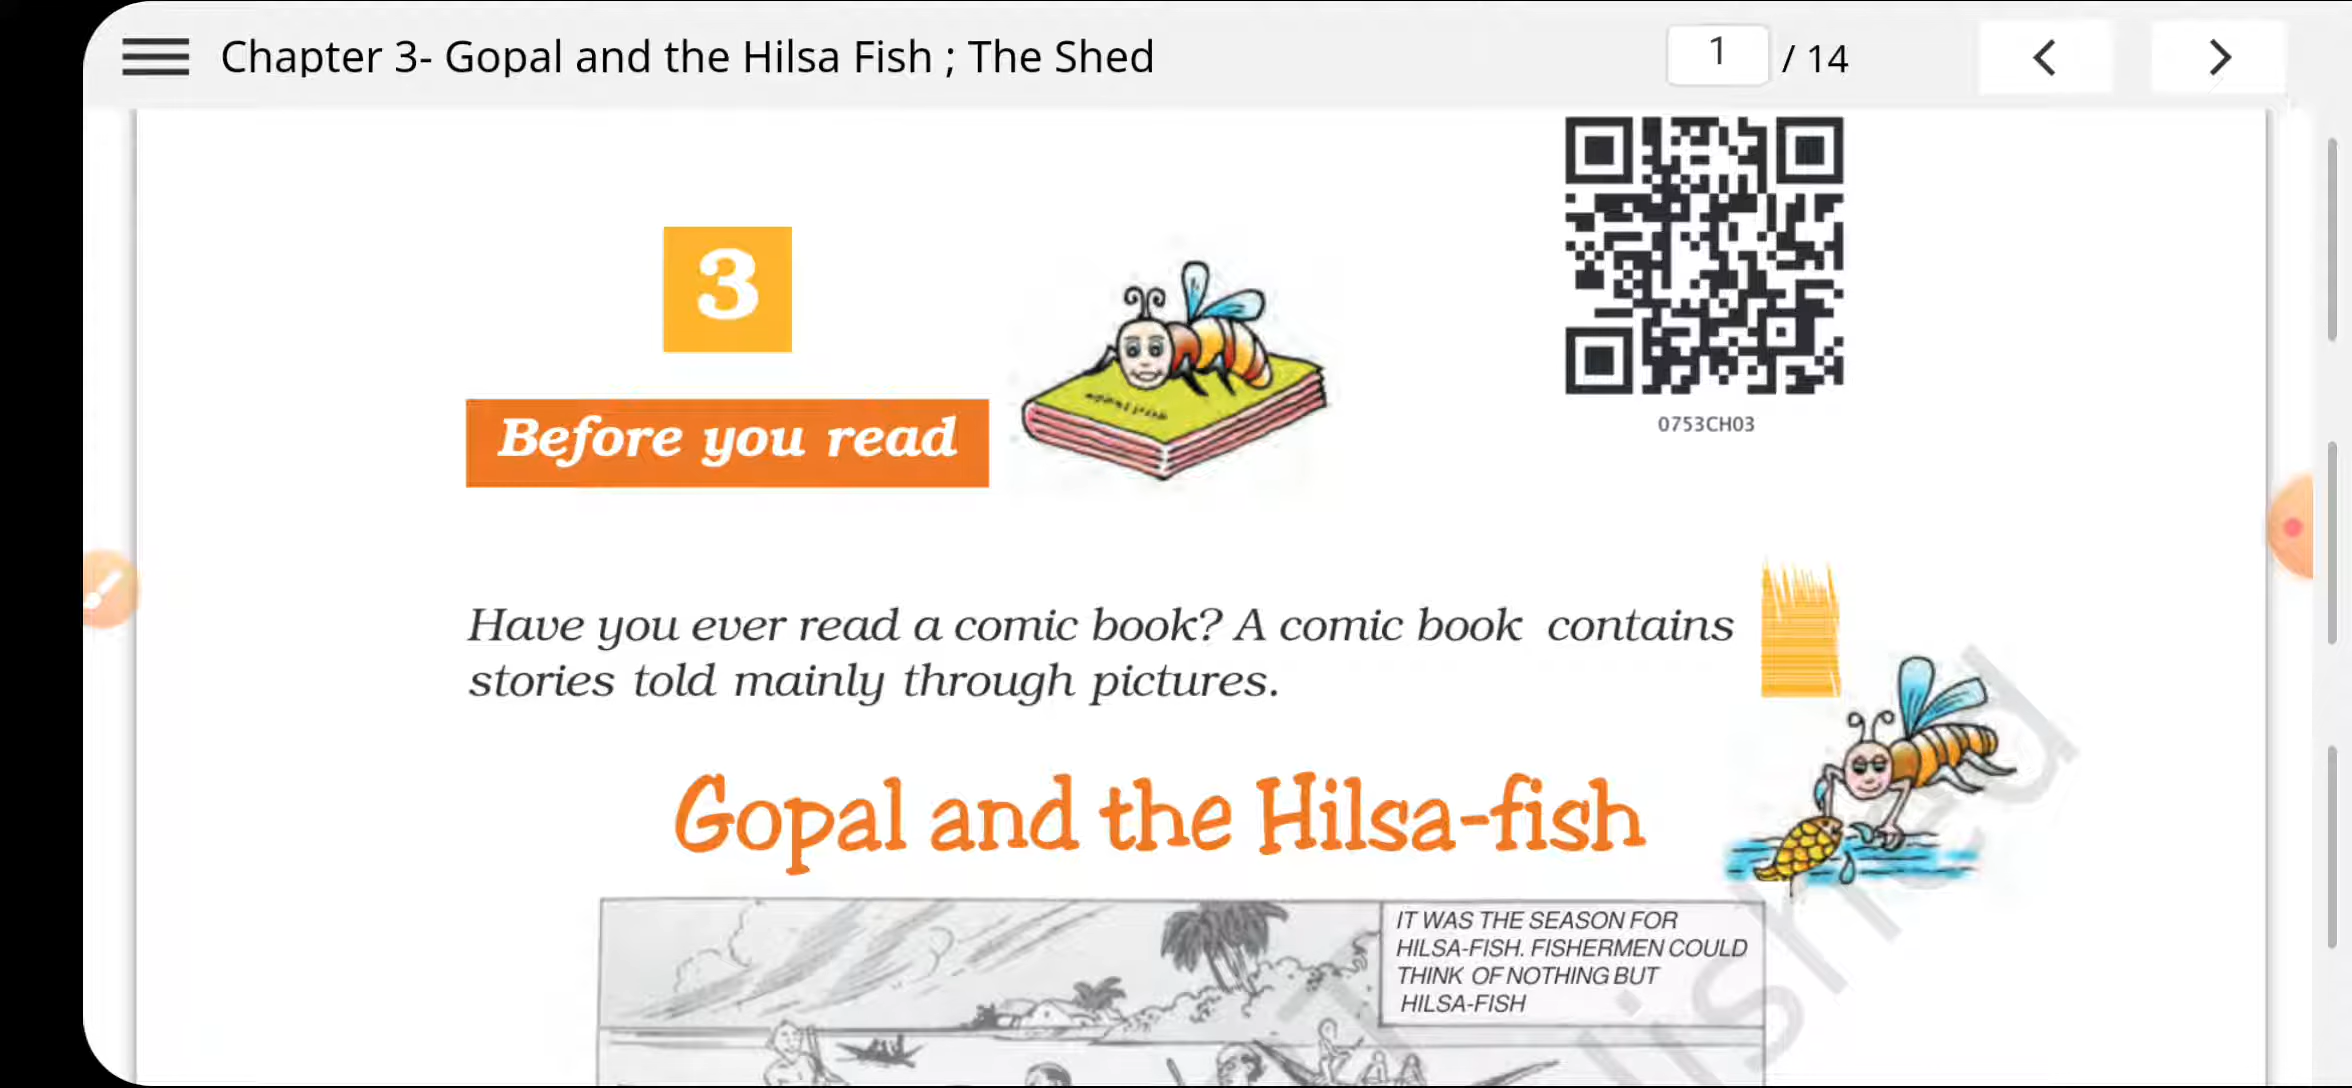 Chapter 3- Gopal and the Hilsa Fish ; The Shed
1 / 14
3
0753CH03
Before you read
Have you ever read a comic book? A comic book contains
stories told mainly through pictures.
Gopal and the Hilsa-fish
IT WAS THE SEASON FOR
HILSA-FISH. FISHERMEN COULD
THINK OF NOTHING BUT
HILSA-FISH